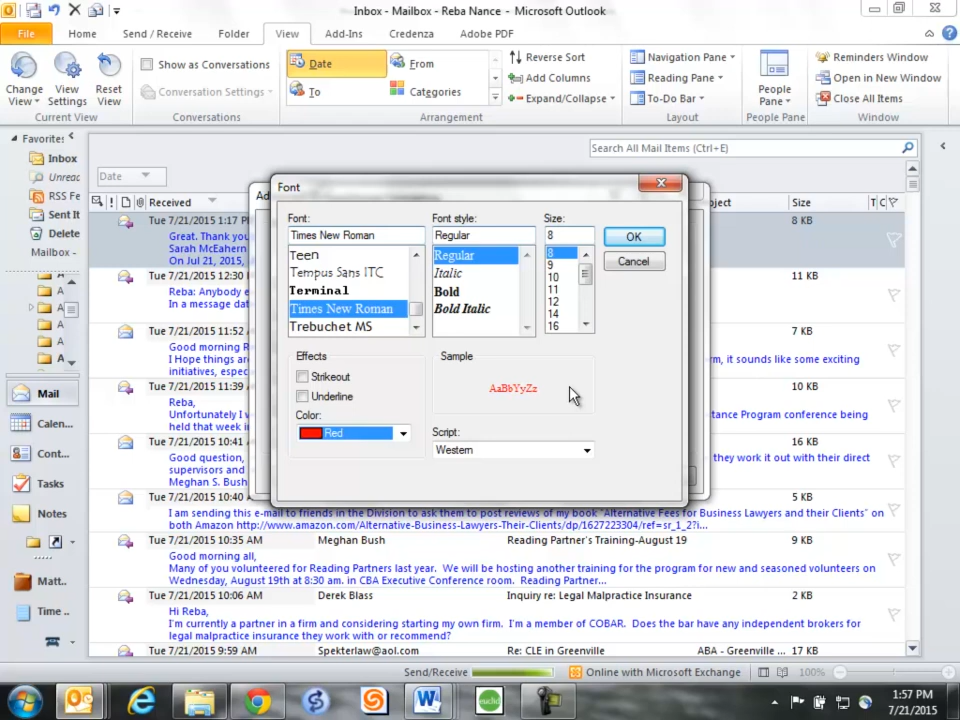 Inbox - Mailbox - Reba Nance - Microsoft Outlook
File Home Send / Receive Folder View Add-Ins Credenza Adobe PDF
Change View
View Settings
Reset View
Current View
Show as Conversations
Conversation Settings
Conversations
Date From
To Categories
Reverse Sort
Add Columns
Expand/Collapse
Arrangement
Navigation Pane
Reading Pane
To-Do Bar
Layout
People Pane
People Pane
Reminders Window
Open in New Window
Close All Items
Window
Favorite:
Inbox
Unreac
RSS Fe
Sent It
Delete
Mailbox -
Search All Mail Items (Ctrl+E)
Date
Received Size
Tue 7/21/2015 1:17 P 8 KB
Great. Thank you
Sarah McEahern
On Jul 21, 2015,
Tue 7/21/2015 12:30 11 KB
Reba: Anybody e
In a message dat
Tue 7/21/2015 11:52 7 KB
Good morning R
I Hope things ar rm, it sounds like some exciting
initiatives, especi
Tue 7/21/2015 11:39 10 KB
Reba,
Unfortunately I v tance Program conference being
held that week in
Tue 7/21/2015 10:41 16 KB
Good question, they work it out with their direct
supervisors and
Meghan S. Bush
Tue 7/21/2015 10:40 5 KB
I am sending this e-mail to friends in the Division to ask them to post reviews of my book "Alternative Fees for Business Lawyers and their Clients" on
both Amazon http://www.amazon.com/Alternative-Business-Lawyers-Their-Clients/dp/1627223304/ref=sr_1_2?i...
Tue 7/21/2015 10:35 AM Meghan Bush Reading Partner's Training-August 19 9 KB
Good morning all,
Many of you volunteered for Reading Partners last year. We will be hosting another training for the program for new and seasoned volunteers on
Wednesday, August 19th at 8:30 am. in CBA Executive Conference room. Reading Partner...
Tue 7/21/2015 10:06 AM Derek Blass Inquiry re: Legal Malpractice Insurance 2 KB
Hi Reba,
I'm currently a partner in a firm and considering starting my own firm. I'm a member of COBAR. Does the bar have any independent brokers for
legal malpractice insurance they work with or recommend?
Tue 7/21/2015 9:59 AM Spekterlaw@aol.com Re: CLE in Greenville ABA - Greenville ... 17 KB
Font
Font: Font style: Size:
Times New Roman Regular 8
Teen
Tempus Sans ITC
Terminal
Times New Roman
Trebuchet MS
Regular
Italic
Bold
Bold Italic
8
9
10
11
12
14
16
OK
Cancel
Effects
Strikeout
Underline
Color:
Red
Sample
AaBbYyZz
Script:
Western
Mail
Calen...
Cont...
Tasks
Notes
Matt..
Time ..
Send/Receive Online with Microsoft Exchange 100%
1:57 PM
7/21/2015